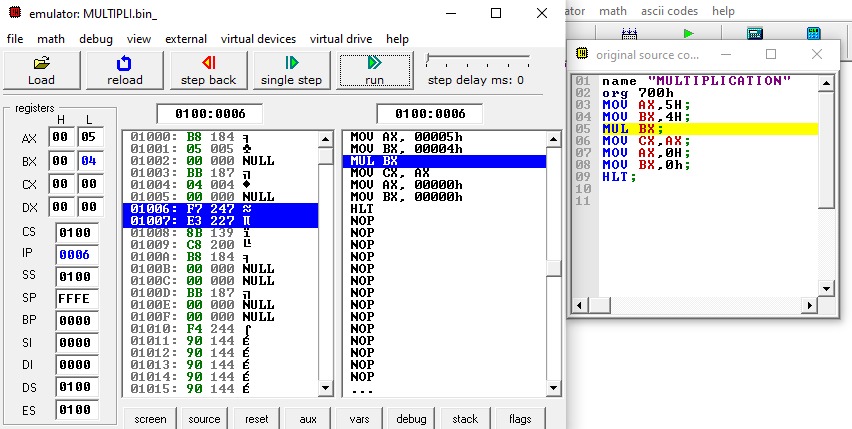 emulator: MULTIPLI.bin_
file math debug view external virtual devices virtual drive help
Load reload step back single step run step delay ms: 0
registers
H L
AX 00 05
BX 00 04
CX 00 00
DX 00 00
CS 0100
IP 0006
SS 0100
SP FFFE
BP 0000
SI 0000
DI 0000
DS 0100
ES 0100
0100:0006
01000: B8 184 ╕
01001: 05 005 ♣
01002: 00 000 NULL
01003: BB 187 ╗
01004: 04 004 ♦
01005: 00 000 NULL
01006: F7 247 ≈
01007: E3 227 π
01008: 8B 139 ï
01009: C8 200 ╚
0100A: B8 184 ╕
0100B: 00 000 NULL
0100C: 00 000 NULL
0100D: BB 187 ╗
0100E: 00 000 NULL
0100F: 00 000 NULL
01010: F4 244 ⌠
01011: 90 144 É
01012: 90 144 É
01013: 90 144 É
01014: 90 144 É
01015: 90 144 É
0100:0006
MOV AX, 00005h
MOV BX, 00004h
MUL BX
MOV CX, AX
MOV AX, 00000h
MOV BX, 00000h
HLT
NOP
NOP
NOP
NOP
NOP
NOP
NOP
NOP
NOP
NOP
NOP
NOP
NOP
NOP
...
screen source reset aux vars debug stack flags
ator math ascii codes help
original source co...
01 name "MULTIPLICATION"
02 org 700h
03 MOV AX,5H;
04 MOV BX,4H;
05 MUL BX;
06 MOV CX,AX;
07 MOV AX,0H;
08 MOV BX,0h;
09 HLT;
10
11